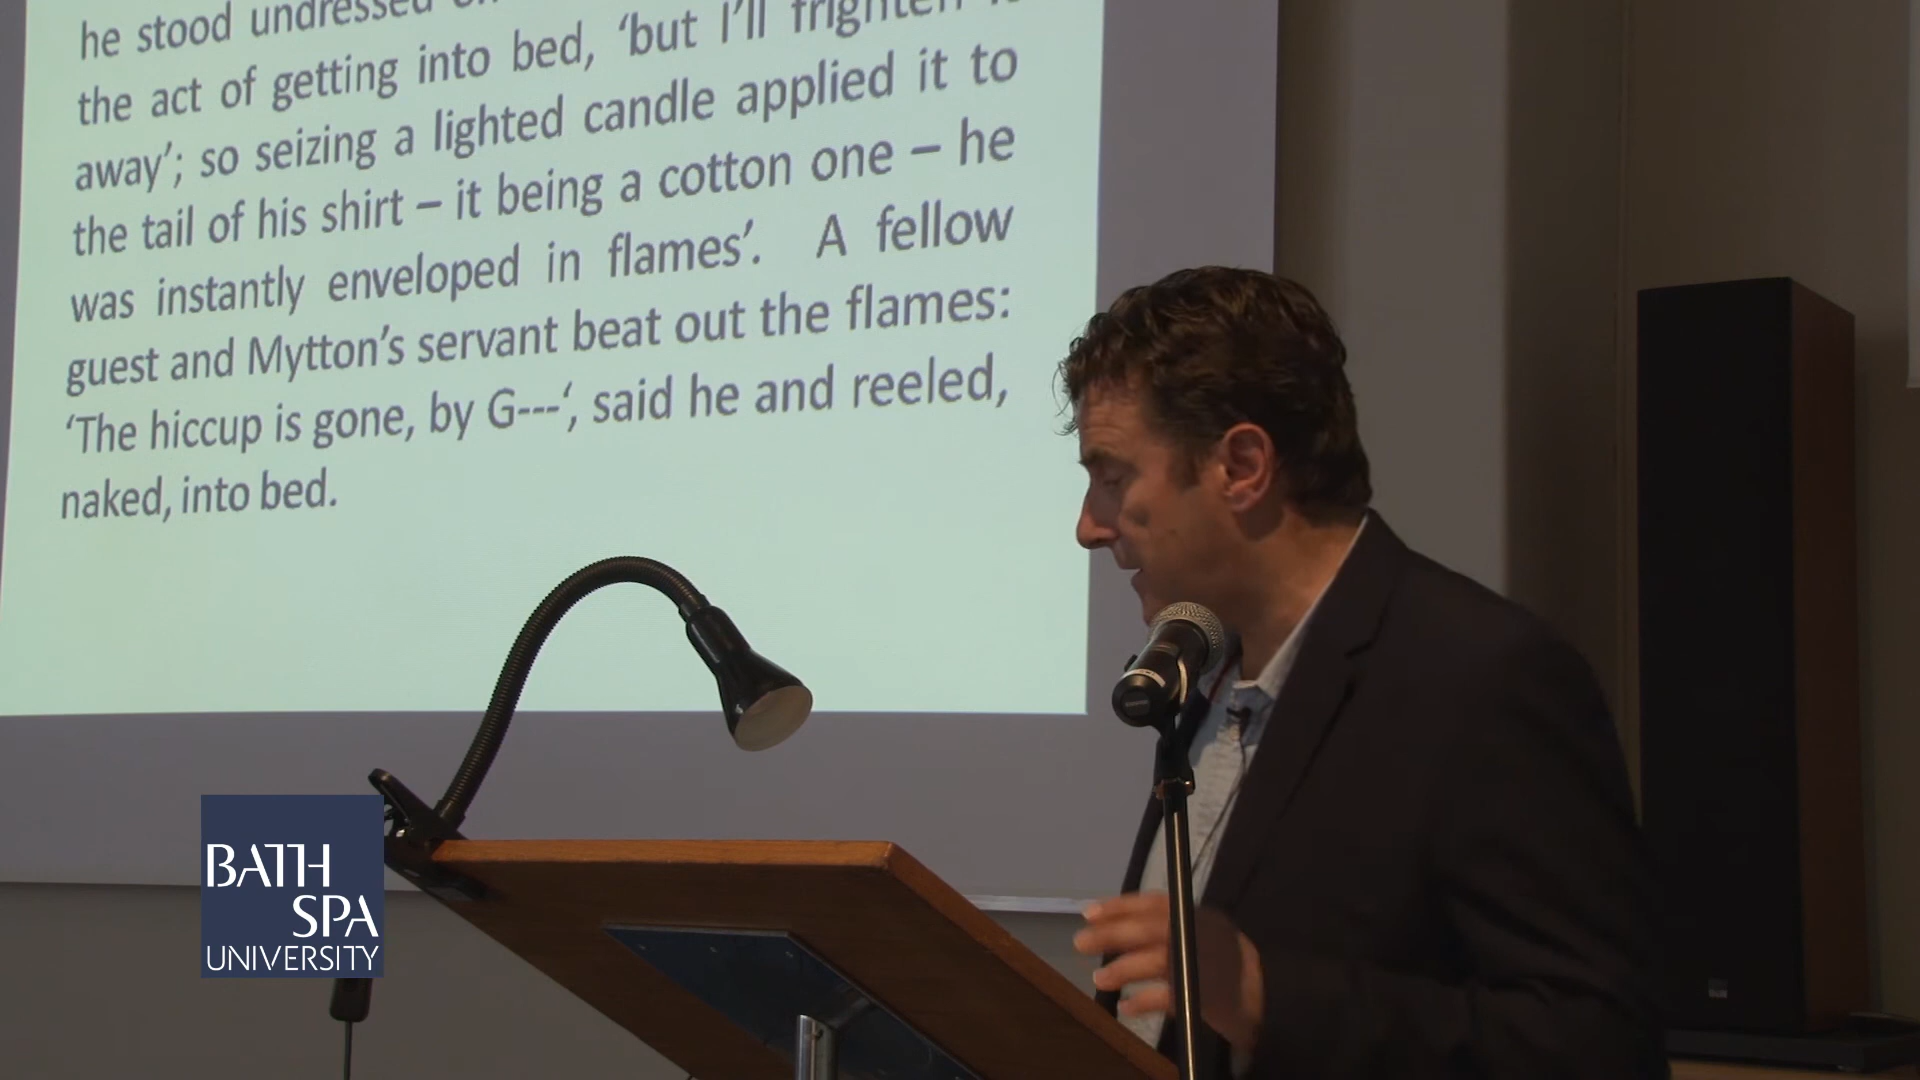 he stood undressed
the act of getting into bed, ‘but I’ll frighten
away’; so seizing a lighted candle applied it to
the tail of his shirt – it being a cotton one – he
was instantly enveloped in flames’. A fellow
guest and Mytton’s servant beat out the flames:
‘The hiccup is gone, by G---‘, said he and reeled,
naked, into bed.
BATH
SPA
UNIVERSITY